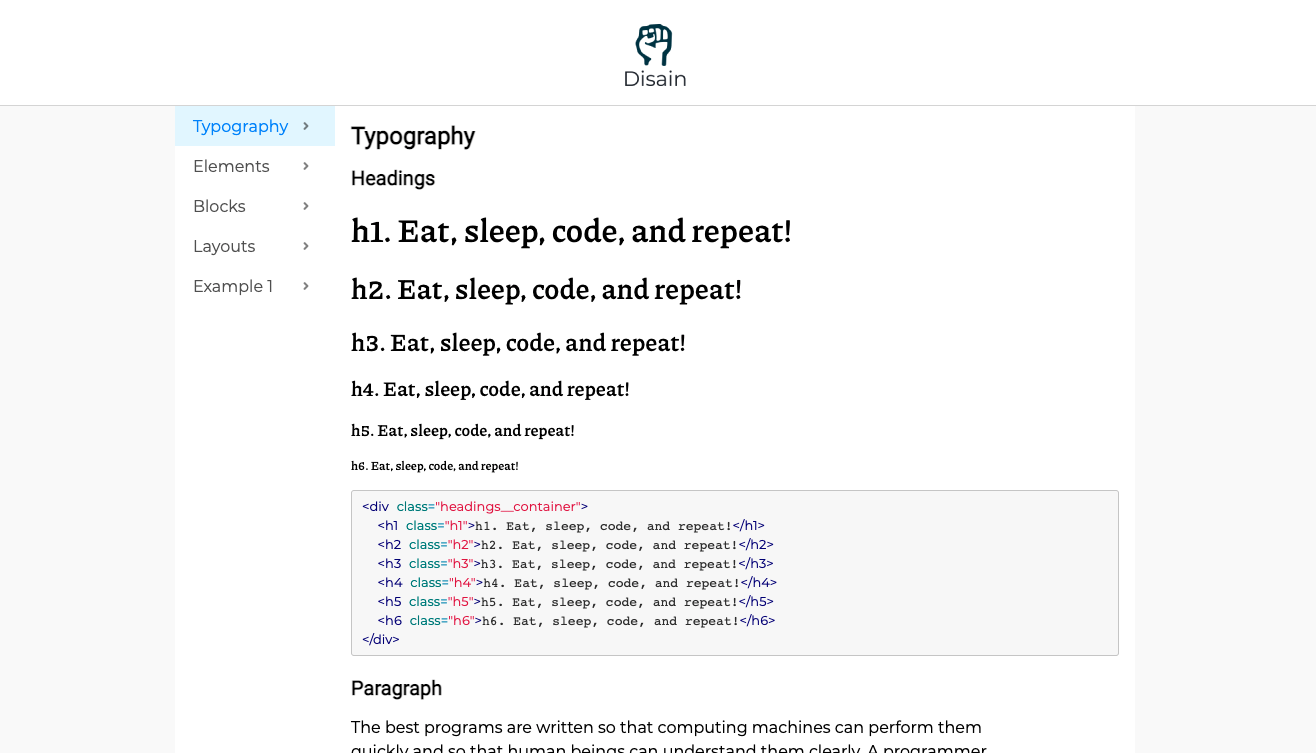 Disain
Typography
Elements
Blocks
Layouts
Example 1
Typography
Headings
h1. Eat, sleep, code, and repeat!
h2. Eat, sleep, code, and repeat!
h3. Eat, sleep, code, and repeat!
h4. Eat, sleep, code, and repeat!
h5. Eat, sleep, code, and repeat!
h6. Eat, sleep, code, and repeat!
<div class="headings__container">
  <h1 class="h1">h1. Eat, sleep, code, and repeat!</h1>
  <h2 class="h2">h2. Eat, sleep, code, and repeat!</h2>
  <h3 class="h3">h3. Eat, sleep, code, and repeat!</h3>
  <h4 class="h4">h4. Eat, sleep, code, and repeat!</h4>
  <h5 class="h5">h5. Eat, sleep, code, and repeat!</h5>
  <h6 class="h6">h6. Eat, sleep, code, and repeat!</h6>
</div>
Paragraph
The best programs are written so that computing machines can perform them
quickly and so that human beings can understand them clearly. A programmer